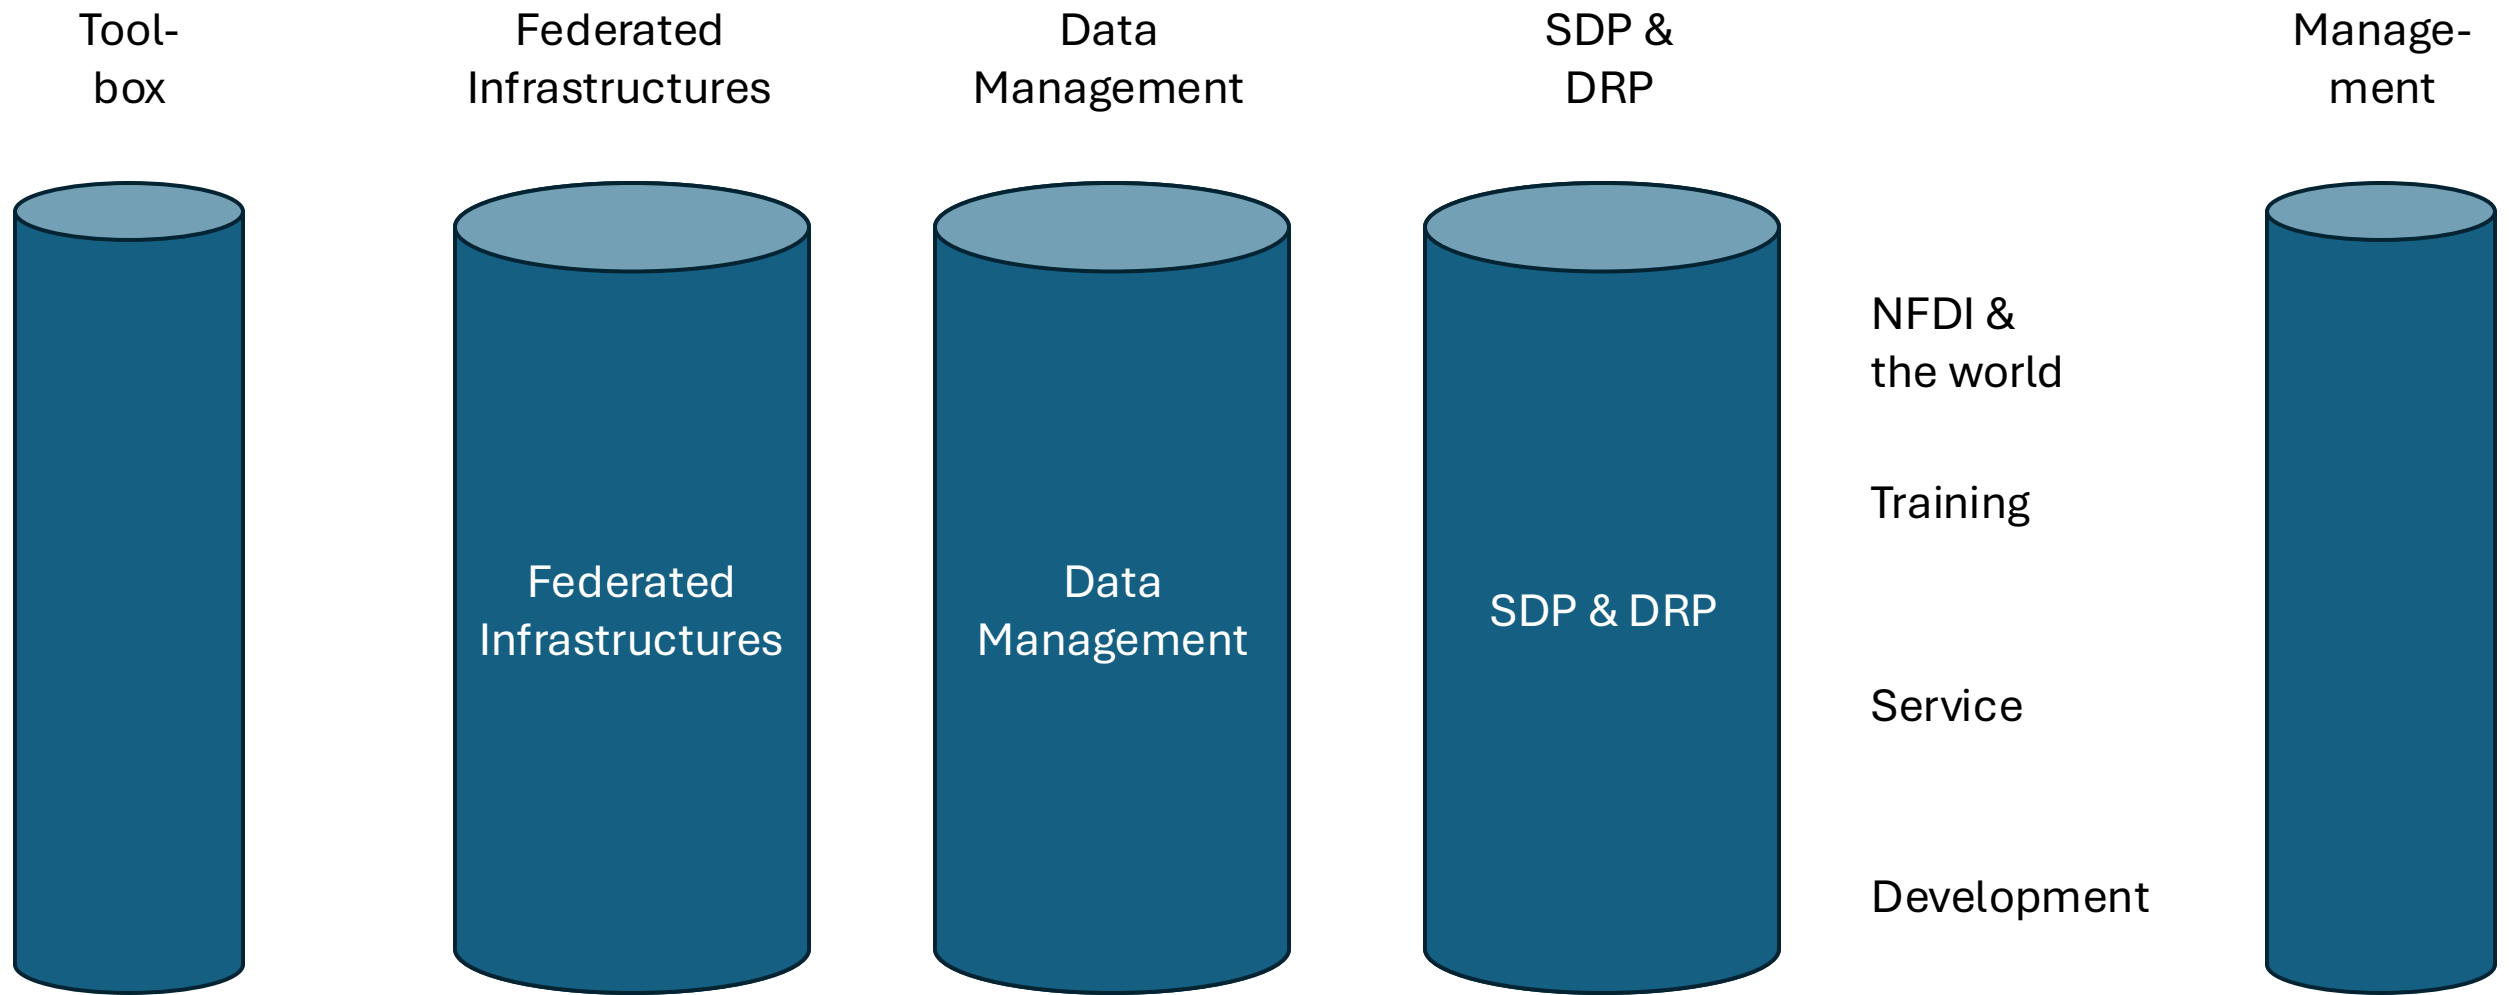 Tool-
box
Federated
Infrastructures
Data
Management
SDP &
DRP
Manage-
ment
Federated
Infrastructures
Data
Management
SDP & DRP
NFDI &
the world
Training
Service
Development